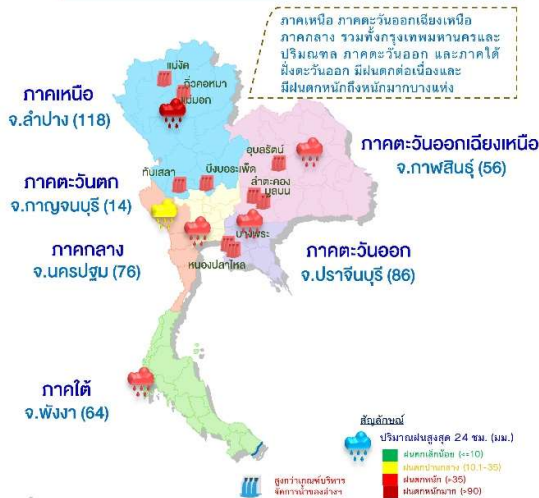 ภาคเหนือ ภาคตะวันออกเฉียงเหนือ
ภาคกลาง รวมทั้งกรุงเทพมหานครและ
ปริมณฑล ภาคตะวันออก และภาคใต้
ฝั่งตะวันออก มีฝนตกต่อเนื่องและ
มีฝนตกหนักถึงหนักมากบางแห่ง
แม่งัด
กิ่วคอหมา
แม่มอก
ภาคเหนือ
จ.ลำปาง (118)
ภาคตะวันออกเฉียงเหนือ
จ.กาฬสินธุ์ (56)
อุบลรัตน์
ทับเสลา
บึงบอระเพ็ด
ลำตะคอง
มูลบน
ภาคตะวันตก
จ.กาญจนบุรี (14)
บางพระ
ภาคกลาง
จ.นครปฐม (76)
หนองปลาไหล
ภาคตะวันออก
จ.ปราจีนบุรี (86)
ภาคใต้
จ.พังงา (64)
สัญลักษณ์
ปริมาณฝนสูงสุด 24 ชม. (มม.)
ฝนตกเล็กน้อย (<=10)
ฝนตกปานกลาง (10.1-35)
ฝนตกหนัก (>35)
ฝนตกหนักมาก (>90)
สูงกว่าเกณฑ์บริหาร
จัดการน้ำของอ่างฯ